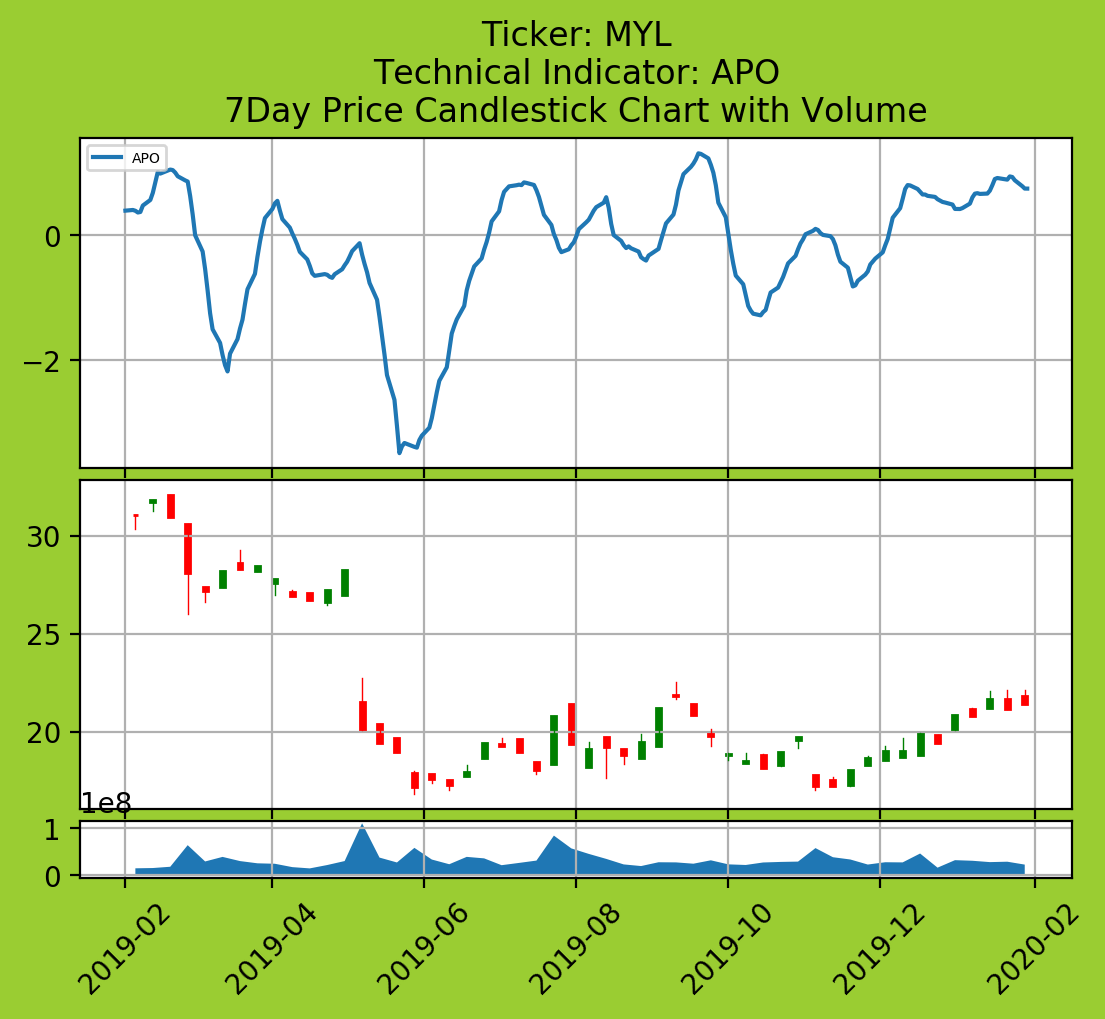 Ticker: MYL
Technical Indicator: APO
7Day Price Candlestick Chart with Volume
APO
0
−2
30
25
20
1e8
1
0
2019-02
2019-04
2019-06
2019-08
2019-10
2019-12
2020-02